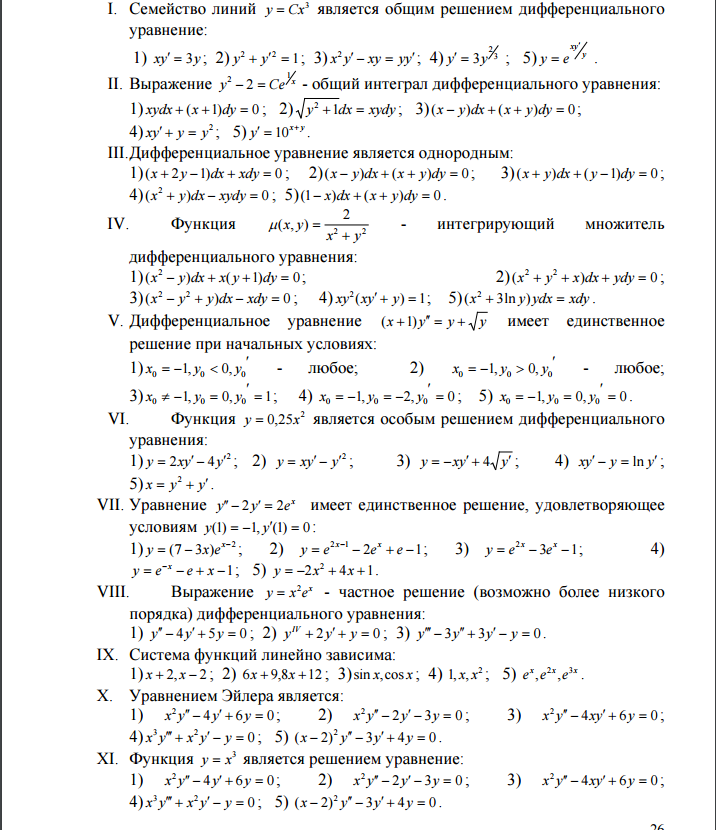 I. Семейство линий y = Cx³ является общим решением дифференциального
уравнение:
1) xy′ = 3y; 2) y² + y′² = 1; 3) x²y′ − xy = yy′; 4) y′ = 3y^(2/3) ; 5) y = e^(xy′/y) .
II. Выражение y² − 2 = Ce^(1/x) - общий интеграл дифференциального уравнения:
1) xydx + (x + 1)dy = 0 ; 2) √(y² + 1)dx = xydy ; 3) (x − y)dx + (x + y)dy = 0 ;
4) xy′ + y = y² ; 5) y′ = 10^(x+y) .
III. Дифференциальное уравнение является однородным:
1) (x + 2y − 1)dx + xdy = 0 ; 2) (x − y)dx + (x + y)dy = 0 ; 3) (x + y)dx + (y − 1)dy = 0 ;
4) (x² + y)dx − xydy = 0 ; 5) (1 − x)dx + (x + y)dy = 0 .
IV. Функция μ(x, y) = 2/(x² + y²) - интегрирующий множитель
дифференциального уравнения:
1) (x² − y)dx + x(y + 1)dy = 0 ; 2) (x² + y² + x)dx + ydy = 0 ;
3) (x² − y² + y)dx − xdy = 0 ; 4) xy²(xy′ + y) = 1 ; 5) (x² + 3ln y)ydx = xdy .
V. Дифференциальное уравнение (x + 1)y″ = y + √y имеет единственное
решение при начальных условиях:
1) x₀ = −1, y₀ < 0, y₀′ - любое; 2) x₀ = −1, y₀ > 0, y₀′ - любое;
3) x₀ ≠ −1, y₀ = 0, y₀′ = 1 ; 4) x₀ = −1, y₀ = −2, y₀′ = 0 ; 5) x₀ = −1, y₀ = 0, y₀′ = 0 .
VI. Функция y = 0,25x² является особым решением дифференциального
уравнения:
1) y = 2xy′ − 4y′² ; 2) y = xy′ − y′² ; 3) y = −xy′ + 4√y′ ; 4) xy′ − y = ln y′ ;
5) x = y² + y′ .
VII. Уравнение y″ − 2y′ = 2eˣ имеет единственное решение, удовлетворяющее
условиям y(1) = −1, y′(1) = 0 :
1) y = (7 − 3x)e^(x−2) ; 2) y = e^(2x−1) − 2eˣ + e − 1 ; 3) y = e^(2x) − 3eˣ − 1 ; 4)
y = e^(−x) − e + x − 1 ; 5) y = −2x² + 4x + 1 .
VIII. Выражение y = x²eˣ - частное решение (возможно более низкого
порядка) дифференциального уравнения:
1) y″ − 4y′ + 5y = 0 ; 2) y^(IV) + 2y′ + y = 0 ; 3) y‴ − 3y″ + 3y′ − y = 0 .
IX. Система функций линейно зависима:
1) x + 2, x − 2 ; 2) 6x + 9,8x + 12 ; 3) sin x, cos x ; 4) 1, x, x² ; 5) eˣ, e^(2x), e^(3x) .
X. Уравнением Эйлера является:
1) x²y″ − 4y′ + 6y = 0 ; 2) x²y″ − 2y′ − 3y = 0 ; 3) x²y″ − 4xy′ + 6y = 0 ;
4) x³y‴ + x²y′ − y = 0 ; 5) (x − 2)²y″ − 3y′ + 4y = 0 .
XI. Функция y = x³ является решением уравнение:
1) x²y″ − 4y′ + 6y = 0 ; 2) x²y″ − 2y′ − 3y = 0 ; 3) x²y″ − 4xy′ + 6y = 0 ;
4) x³y‴ + x²y′ − y = 0 ; 5) (x − 2)²y″ − 3y′ + 4y = 0 .
26